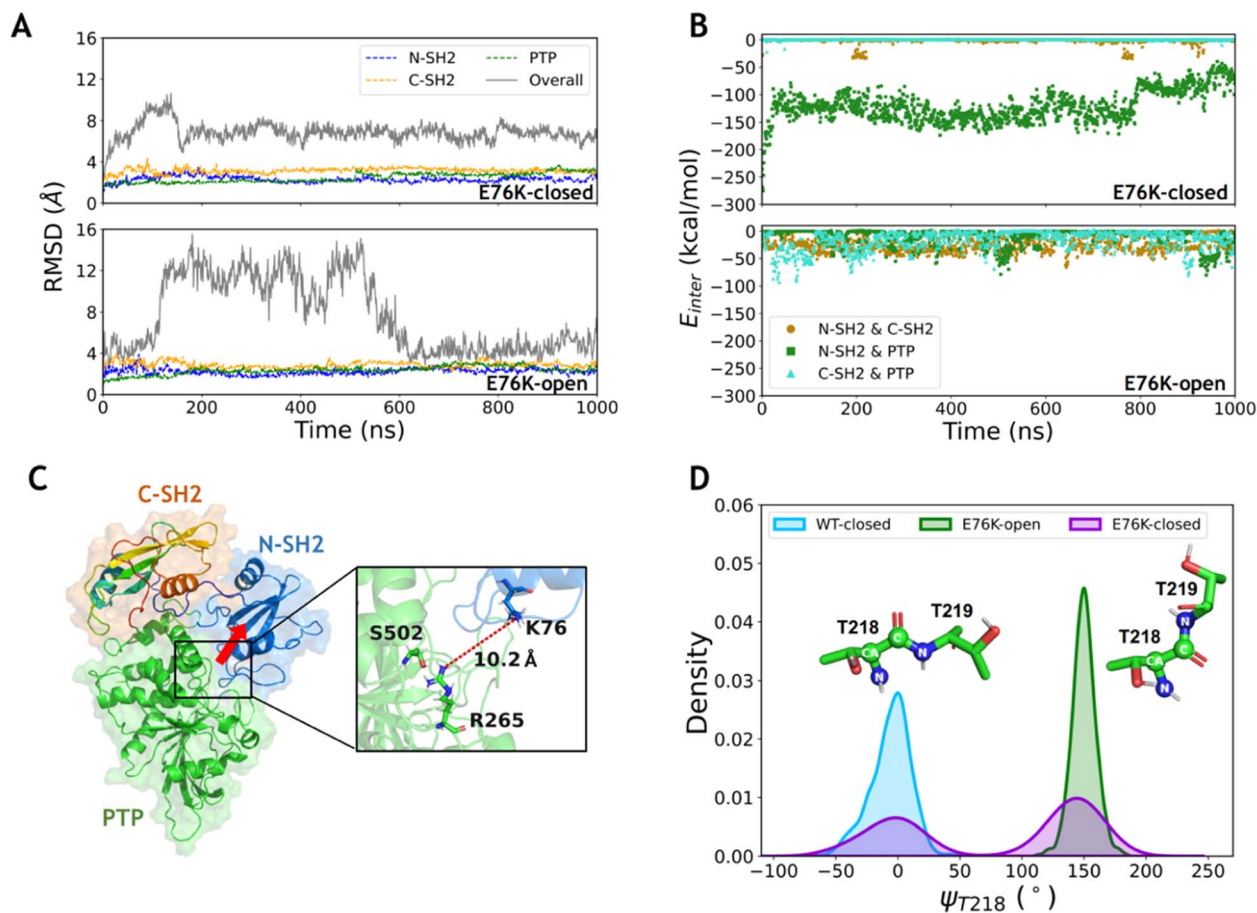 A
16
12
8
4
0
N-SH2
C-SH2
PTP
Overall
E76K-closed
16
12
8
4
0
E76K-open
RMSD (Å)
0 200 400 600 800 1000
Time (ns)
B
0
−50
−100
−150
−200
−250
−300
E76K-closed
0
−50
−100
−150
−200
−250
−300
N-SH2 & C-SH2
N-SH2 & PTP
C-SH2 & PTP
E76K-open
E_inter (kcal/mol)
0 200 400 600 800 1000
Time (ns)
C
C-SH2
N-SH2
PTP
S502
K76
10.2 Å
R265
D
0.06
0.05
0.04
0.03
0.02
0.01
0.00
Density
WT-closed
E76K-open
E76K-closed
T218
T219
CA C N
N
T219
T218
N
CA C
N
−100 −50 0 50 100 150 200 250
ψ_T218 (°)